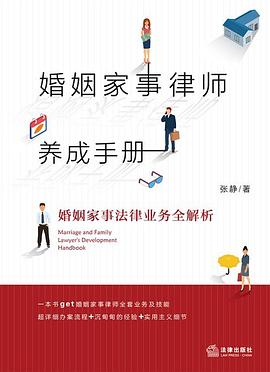 婚姻家事律师
养成手册
张静/著
婚姻家事法律业务全解析
Marriage and Family
Lawyer's Development
Handbook
一本书get婚姻家事律师全套业务及技能
超详细办案流程+沉甸甸的经验+实用主义细节
法律出版社
LAW PRESS·CHINA